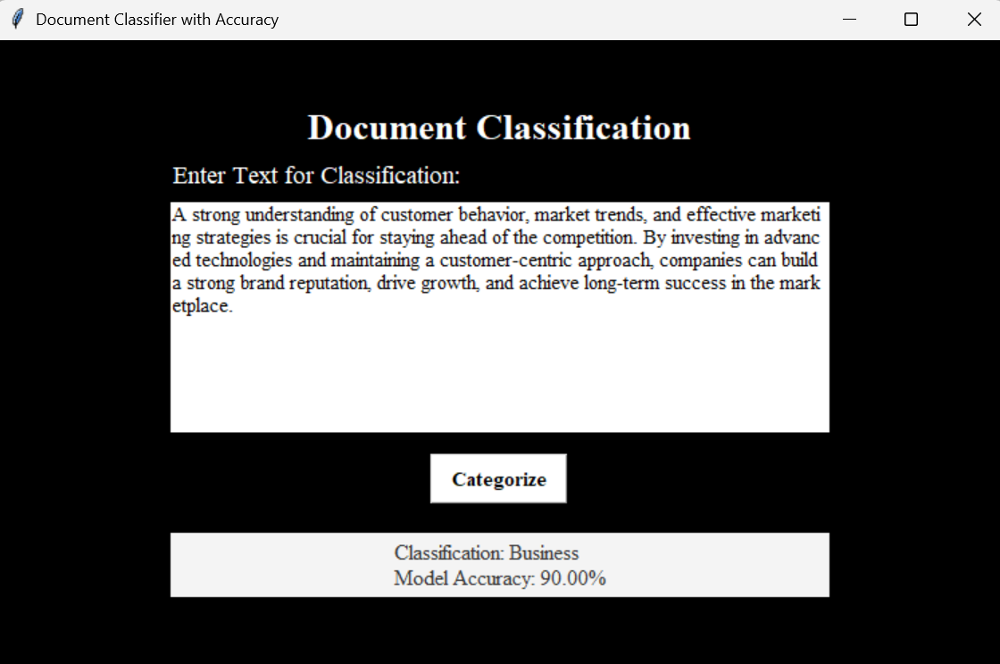 Document Classifier with Accuracy
Document Classification
Enter Text for Classification:
A strong understanding of customer behavior, market trends, and effective marketi
ng strategies is crucial for staying ahead of the competition. By investing in advanc
ed technologies and maintaining a customer-centric approach, companies can build
a strong brand reputation, drive growth, and achieve long-term success in the mark
etplace.
Categorize
Classification: Business
Model Accuracy: 90.00%